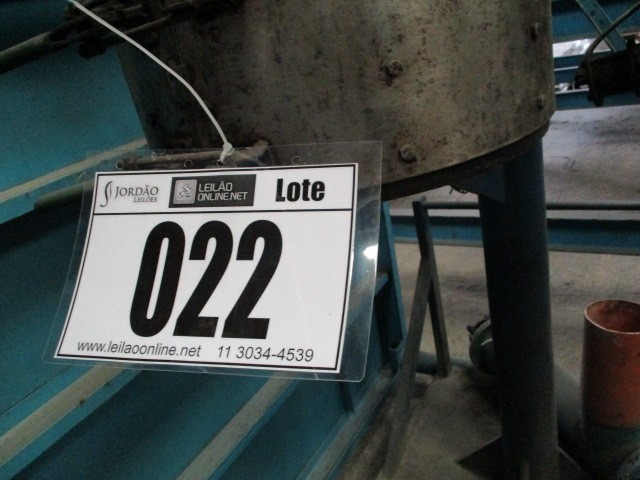 JORDÃO
LEILÕES
LEILÃO
ONLINE.NET
Lote
022
www.leilaoonline.net 11 3034-4539